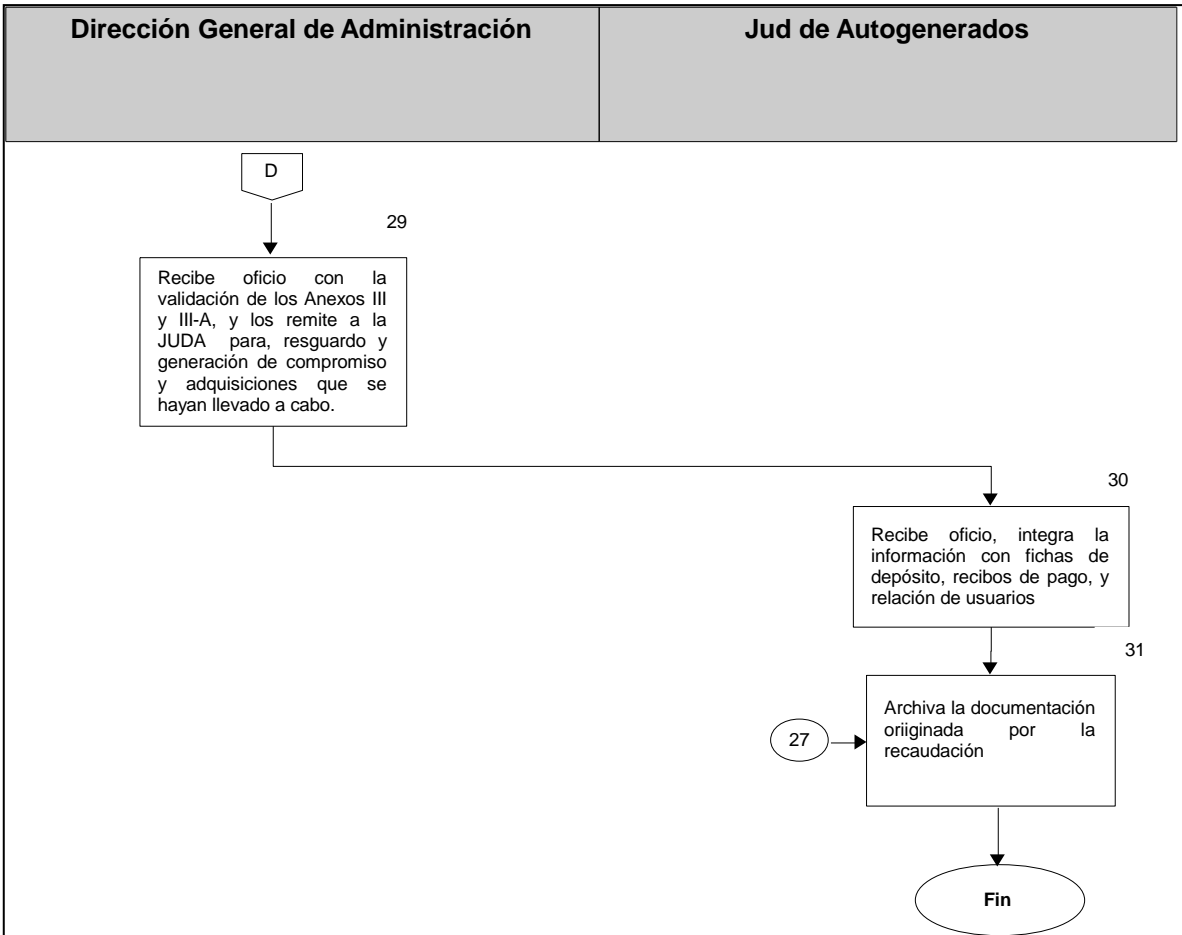 Dirección General de Administración
Jud de Autogenerados
D
29
Recibe oficio con la
validación de los Anexos III
y III-A, y los remite a la
JUDA para, resguardo y
generación de compromiso
y adquisiciones que se
hayan llevado a cabo.
30
Recibe oficio, integra la
información con fichas de
depósito, recibos de pago, y
relación de usuarios
31
Archiva la documentación
oriiginada por la
recaudación
27
Fin